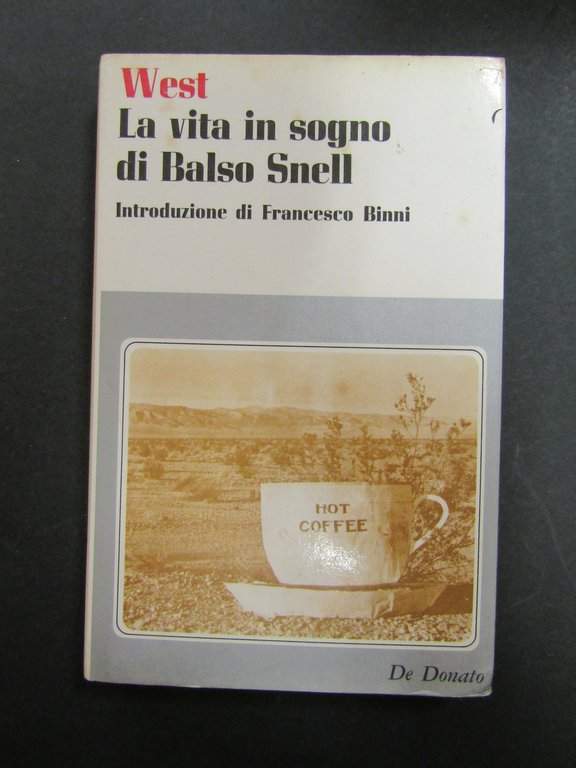 West
La vita in sogno
di Balso Snell
Introduzione di Francesco Binni
HOT
COFFEE
De Donato